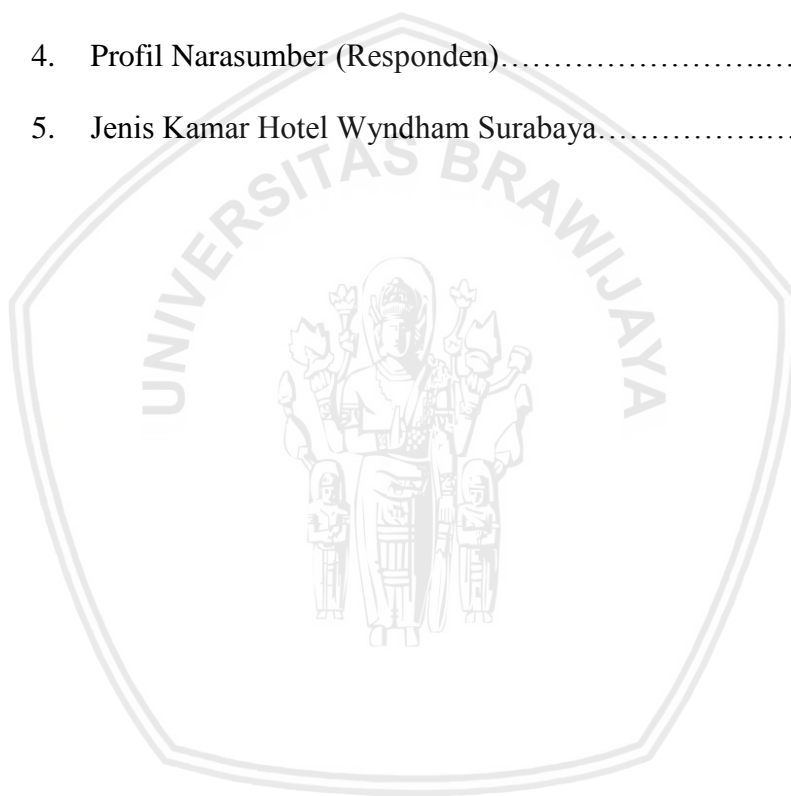 4. Profil Narasumber (Responden)……………………….…
5. Jenis Kamar Hotel Wyndham Surabaya……………….…
UNIVERSITAS BRAWIJAYA